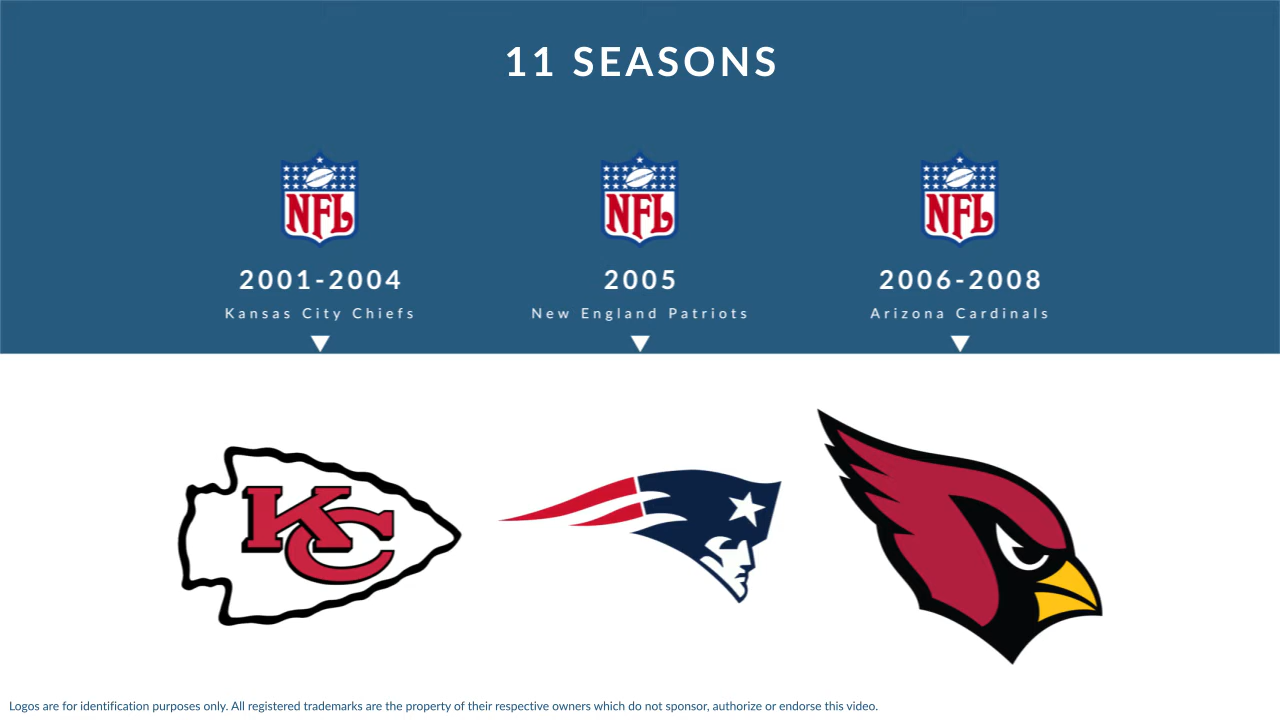 11 SEASONS
NFL NFL NFL
2001-2004 2005 2006-2008
Kansas City Chiefs New England Patriots Arizona Cardinals
KC
Logos are for identification purposes only. All registered trademarks are the property of their respective owners which do not sponsor, authorize or endorse this video.